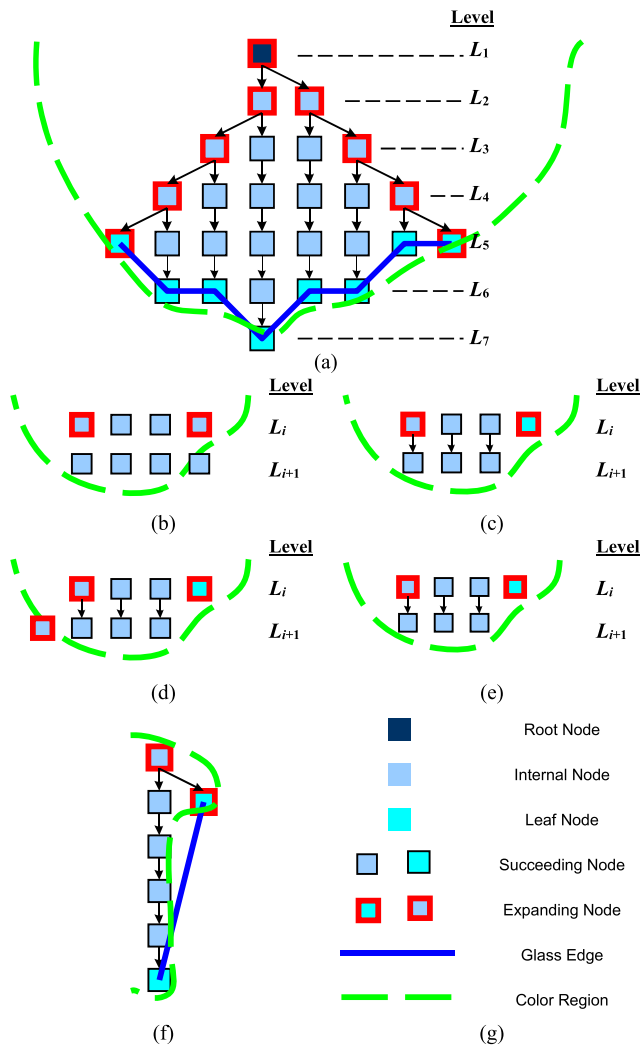 Level
L1
L2
L3
L4
L5
L6
L7
(a)
Level
Li
Li+1
(b)
Level
Li
Li+1
(c)
Level
Li
Li+1
(d)
Level
Li
Li+1
(e)
Root Node
Internal Node
Leaf Node
Succeeding Node
Expanding Node
Glass Edge
Color Region
(f)
(g)